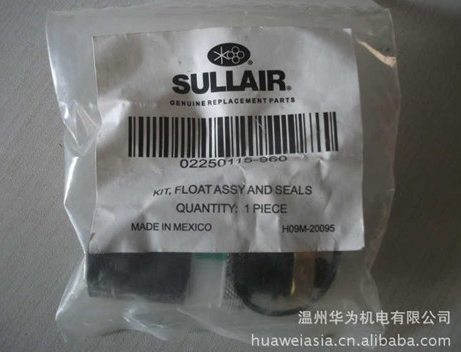 SULLAIR®
GENUINE REPLACEMENT PARTS
02250115-960
KIT, FLOAT ASSY AND SEALS
QUANTITY: 1 PIECE
MADE IN MEXICO H09M-20095
温州华为机电有限公司
huaweiasia.cn.alibaba.com